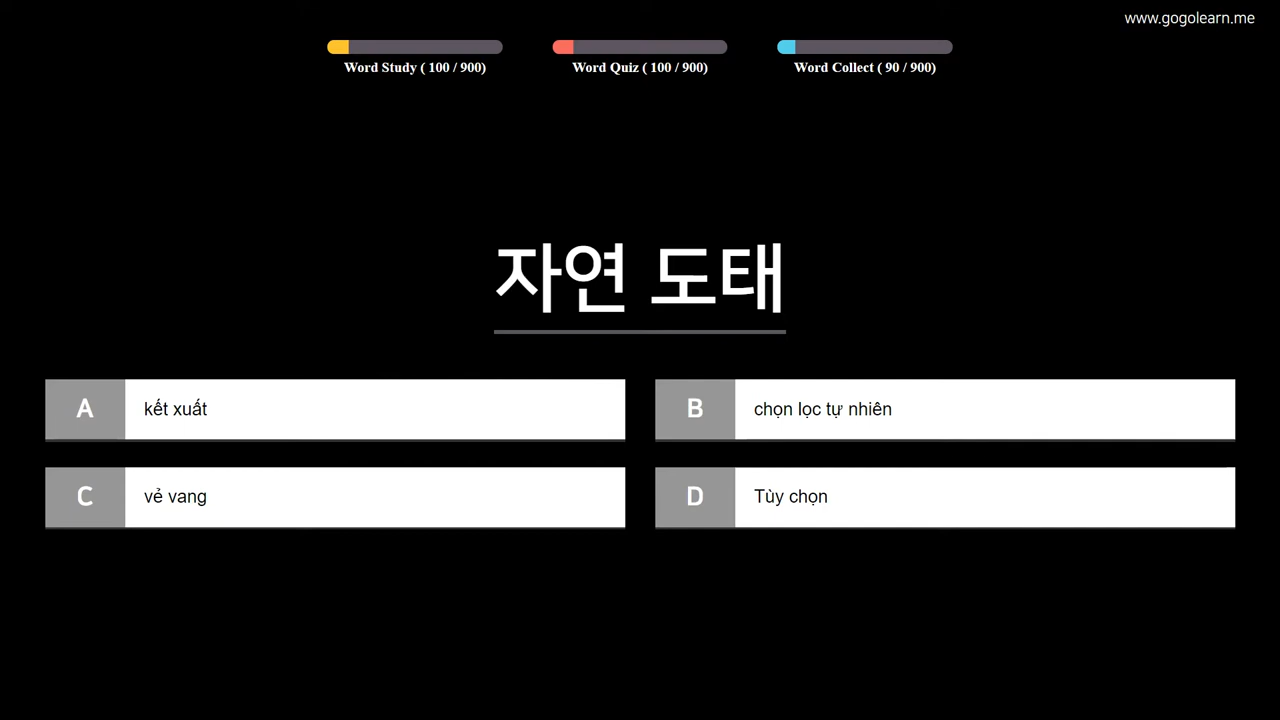 www.gogolearn.me
Word Study ( 100 / 900)
Word Quiz ( 100 / 900)
Word Collect ( 90 / 900)
자연 도태
A kết xuất
B chọn lọc tự nhiên
C vẻ vang
D Tùy chọn